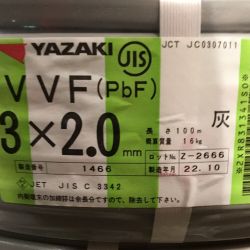 YAZAKI JIS JCT JC0307011
VVF(PbF) 灰
3×2.0mm
長さ100m
概算質量 16kg
製造番号 1466
ロットNo. Z-2666
製造年月 22.10
JET JIS C 3342